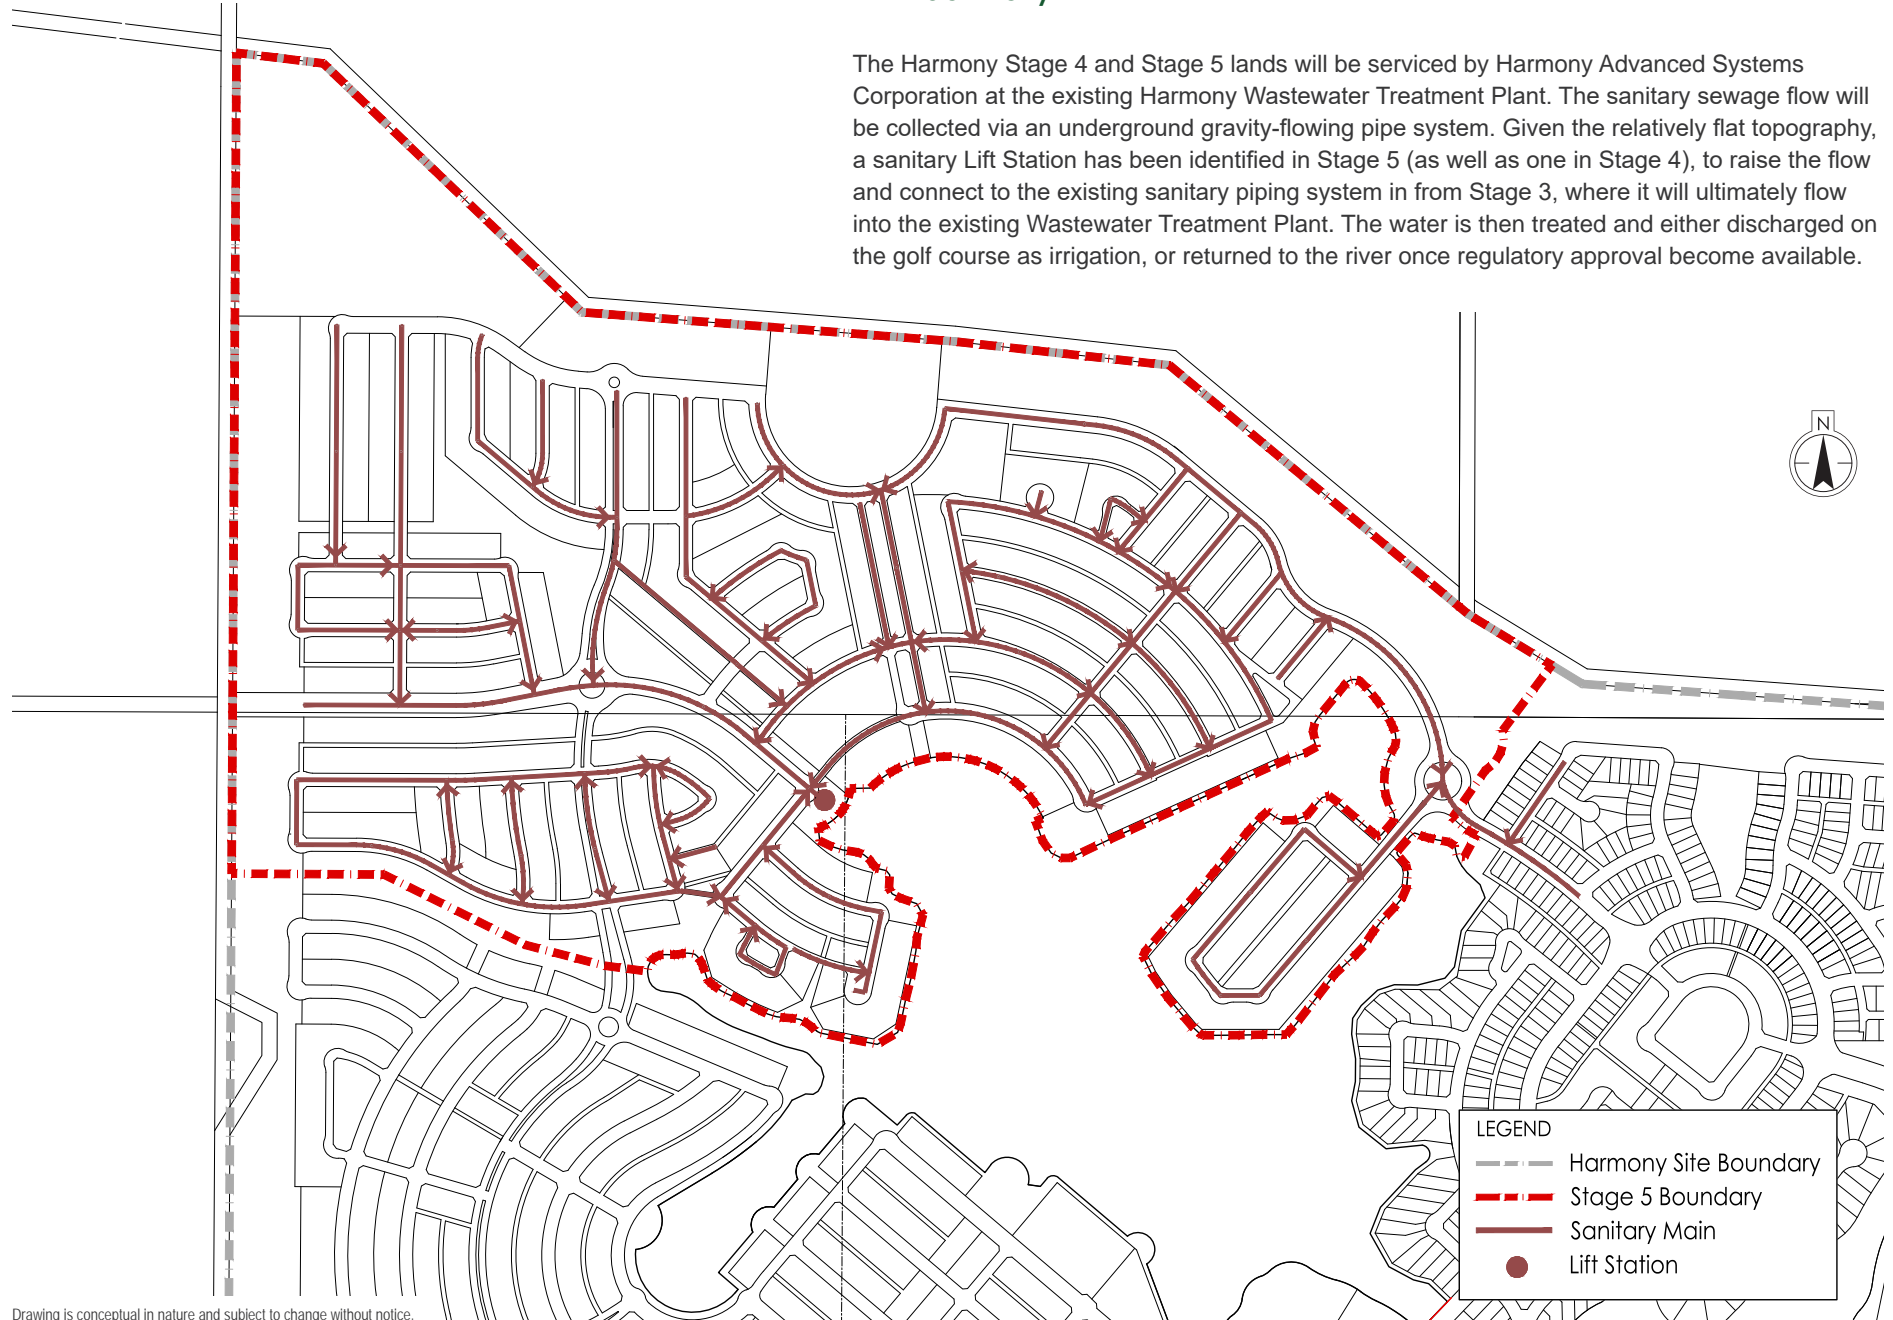 The Harmony Stage 4 and Stage 5 lands will be serviced by Harmony Advanced Systems
Corporation at the existing Harmony Wastewater Treatment Plant. The sanitary sewage flow will
be collected via an underground gravity-flowing pipe system. Given the relatively flat topography,
a sanitary Lift Station has been identified in Stage 5 (as well as one in Stage 4), to raise the flow
and connect to the existing sanitary piping system in from Stage 3, where it will ultimately flow
into the existing Wastewater Treatment Plant. The water is then treated and either discharged on
the golf course as irrigation, or returned to the river once regulatory approval become available.
N
LEGEND
Harmony Site Boundary
Stage 5 Boundary
Sanitary Main
Lift Station
Drawing is conceptual in nature and subject to change without notice.